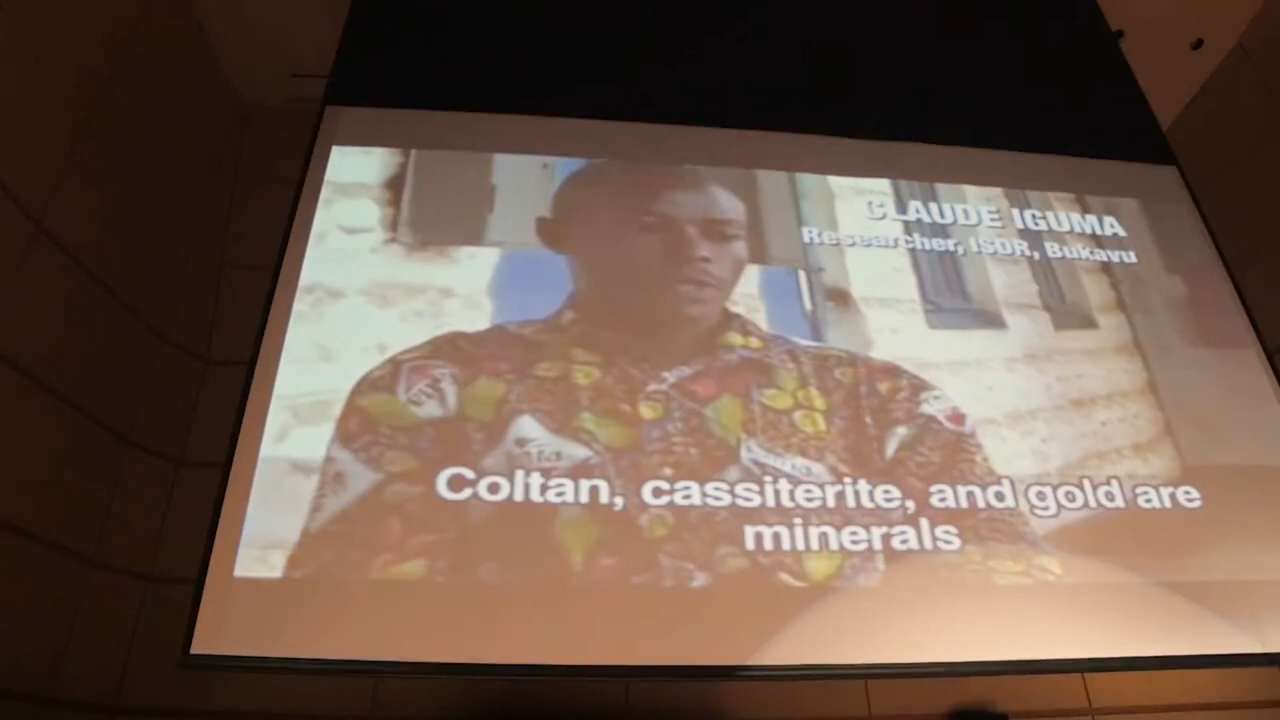 CLAUDE IGUMA
Researcher, ISDR, Bukavu
Coltan, cassiterite, and gold are
minerals